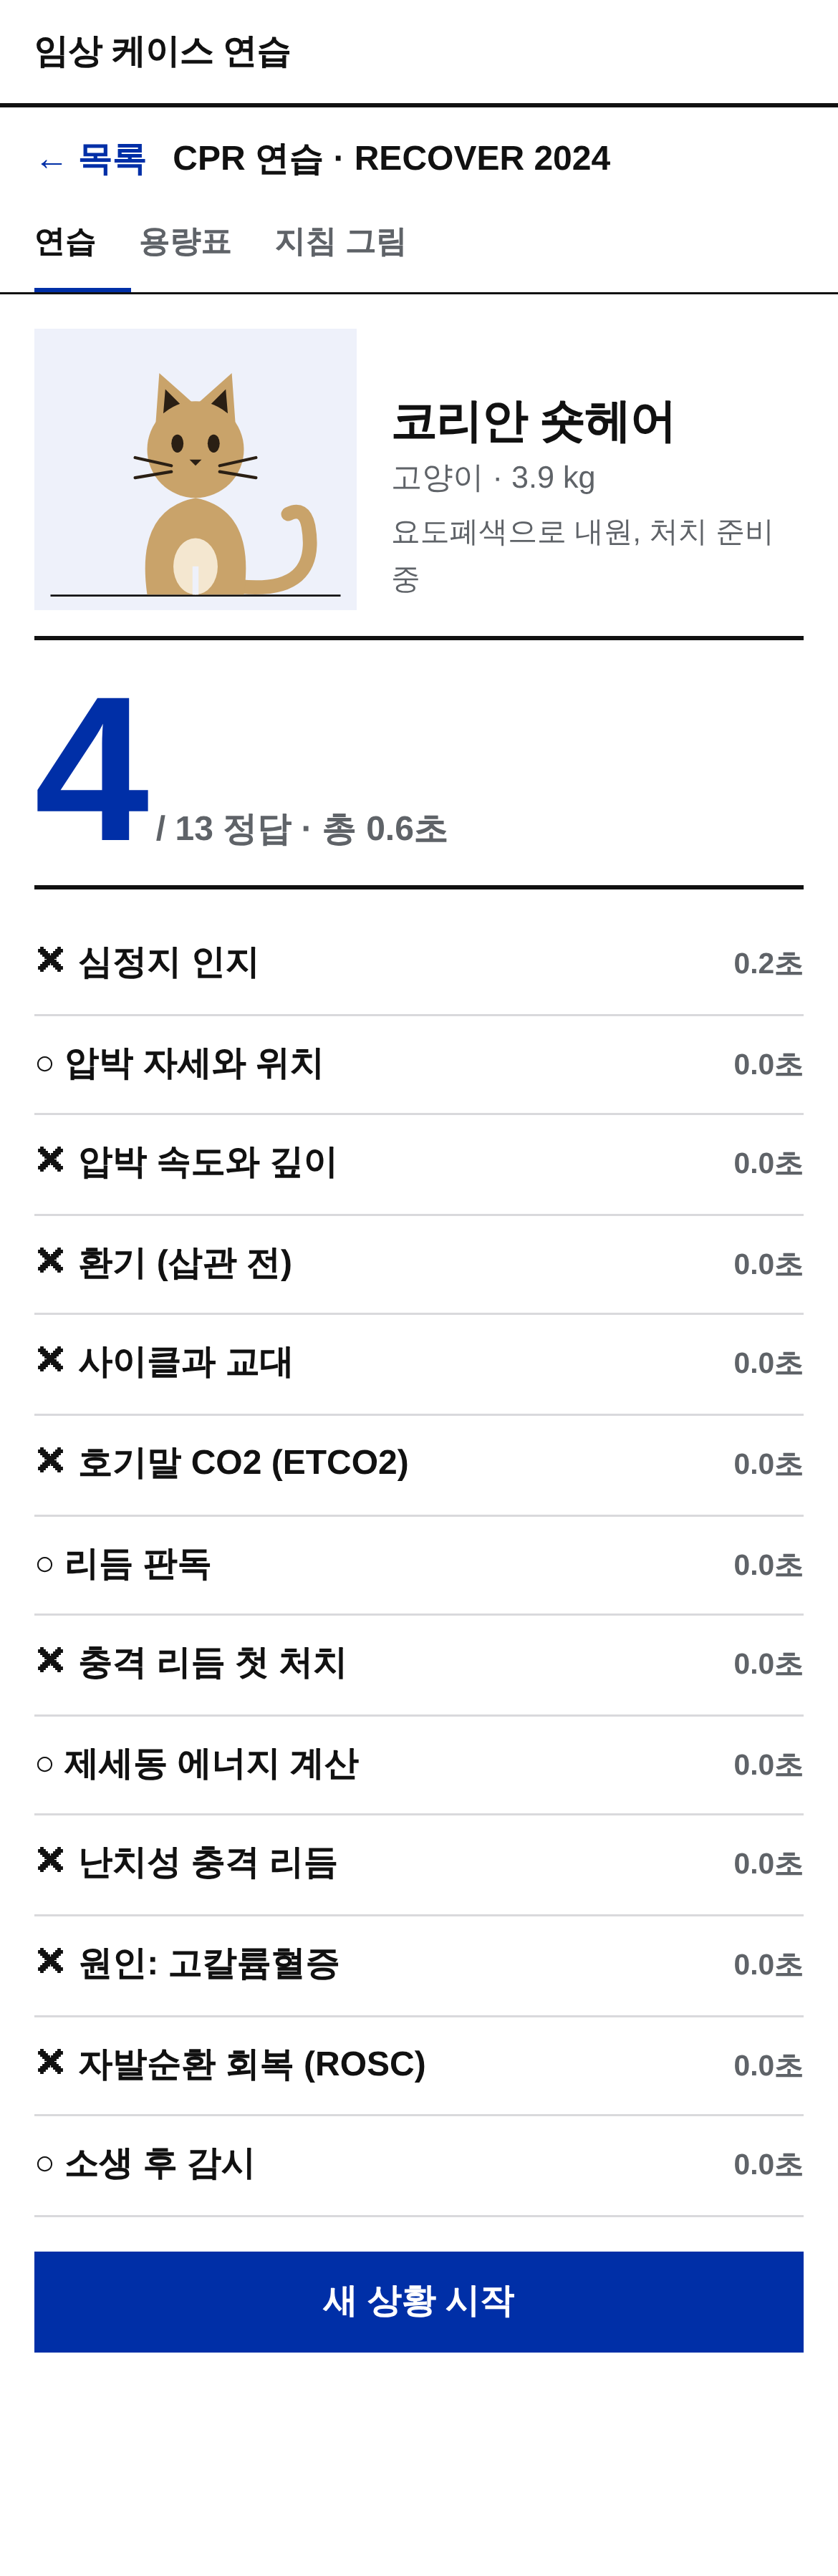 임상 케이스 연습
← 목록 CPR 연습 · RECOVER 2024
연습 용량표 지침 그림
코리안 숏헤어
고양이 · 3.9 kg
요도폐색으로 내원, 처치 준비
중
4 / 13 정답 · 총 0.6초
✕ 심정지 인지 0.2초
○ 압박 자세와 위치 0.0초
✕ 압박 속도와 깊이 0.0초
✕ 환기 (삽관 전) 0.0초
✕ 사이클과 교대 0.0초
✕ 호기말 CO2 (ETCO2) 0.0초
○ 리듬 판독 0.0초
✕ 충격 리듬 첫 처치 0.0초
○ 제세동 에너지 계산 0.0초
✕ 난치성 충격 리듬 0.0초
✕ 원인: 고칼륨혈증 0.0초
✕ 자발순환 회복 (ROSC) 0.0초
○ 소생 후 감시 0.0초
새 상황 시작